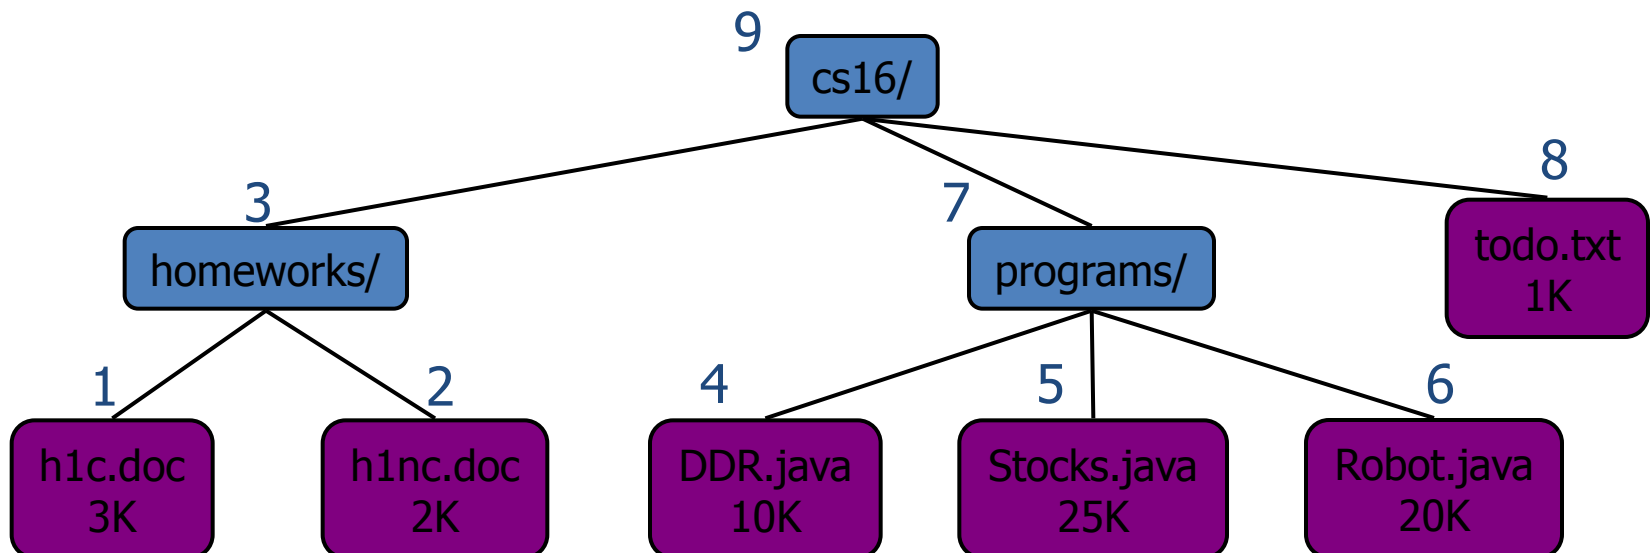 9
cs16/
3
homeworks/
7
programs/
8
todo.txt
1K
1
h1c.doc
3K
2
h1nc.doc
2K
4
DDR.java
10K
5
Stocks.java
25K
6
Robot.java
20K